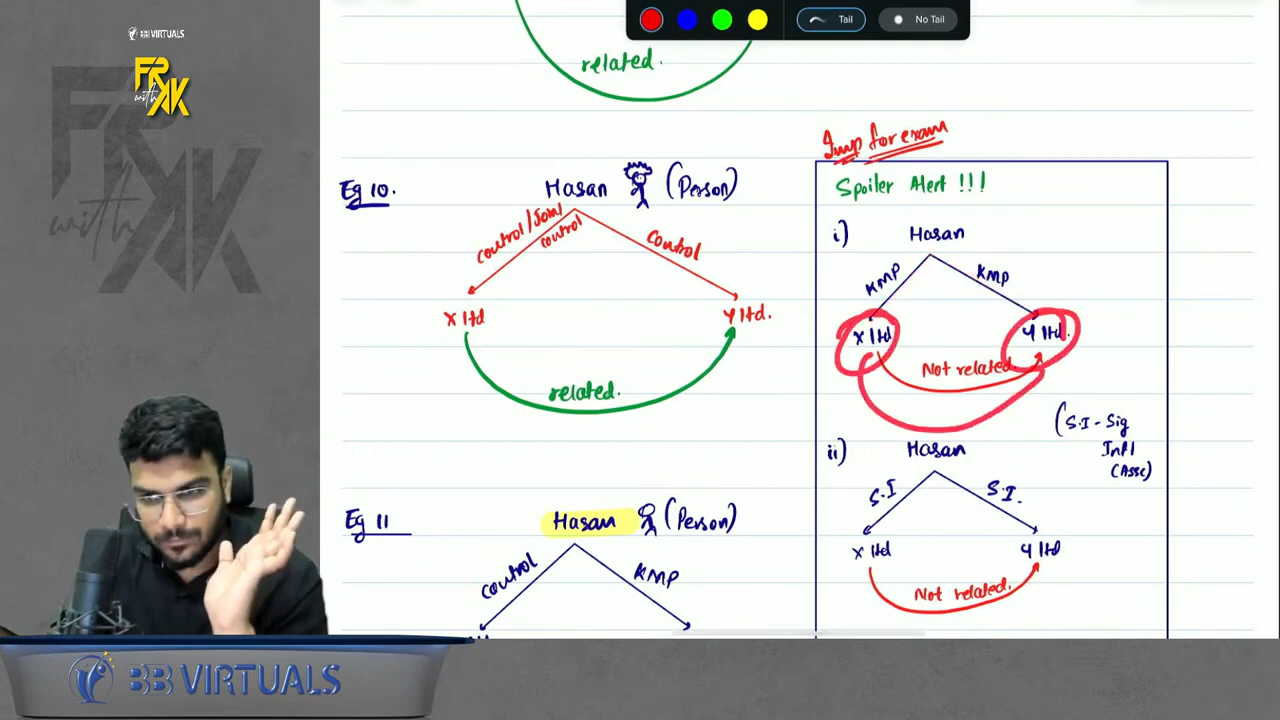 BB VIRTUALS
FR
with
KK
Tail
No Tail
related.
Imp for exam
Eg 10.
Hasan (Person)
control/Joint
control
control
X ltd
Y ltd.
related.
Spoiler Alert !!!
i)
Hasan
KMP
KMP
X ltd
Y ltd.
Not related.
(S.I - Sig
Infl
(Assc)
ii)
Hasan
S.I
S.I.
X ltd
Y ltd
Not related.
Eg 11
Hasan (Person)
control
KMP
BB VIRTUALS